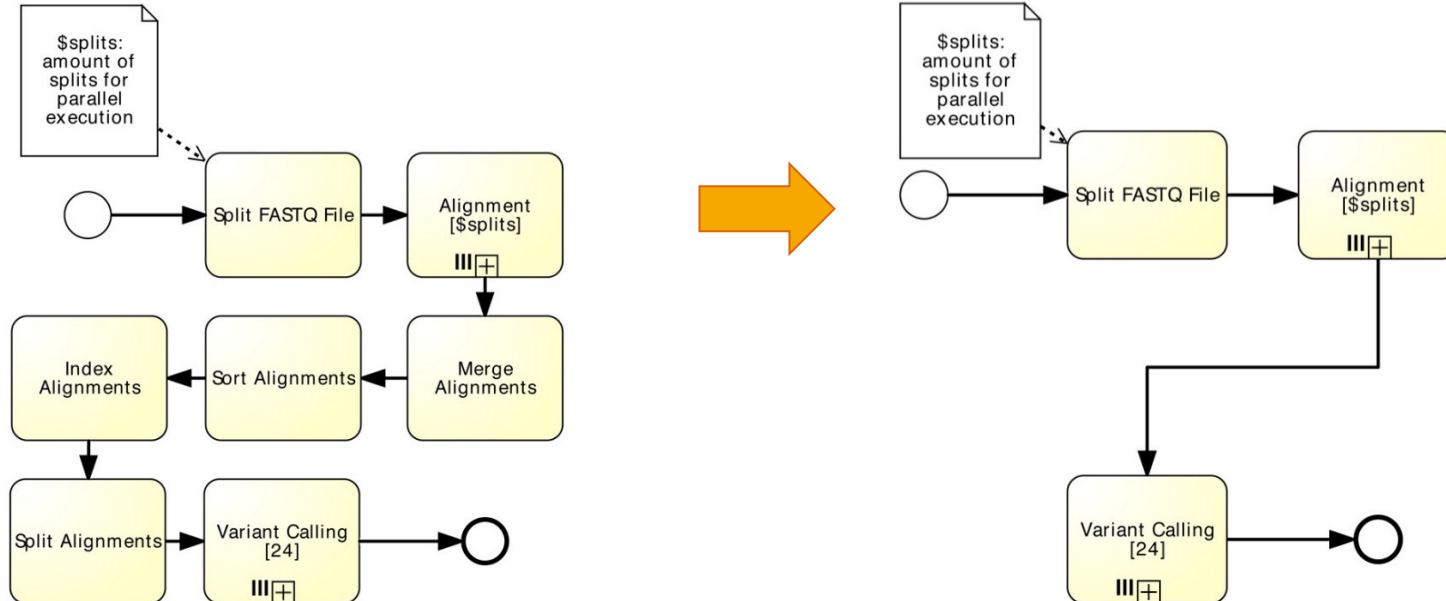 $splits:
amount of
splits for
parallel
execution
Split FASTQ File
Alignment
[$splits]
Index
Alignments
Sort Alignments
Merge
Alignments
Split Alignments
Variant Calling
[24]
$splits:
amount of
splits for
parallel
execution
Split FASTQ File
Alignment
[$splits]
Variant Calling
[24]